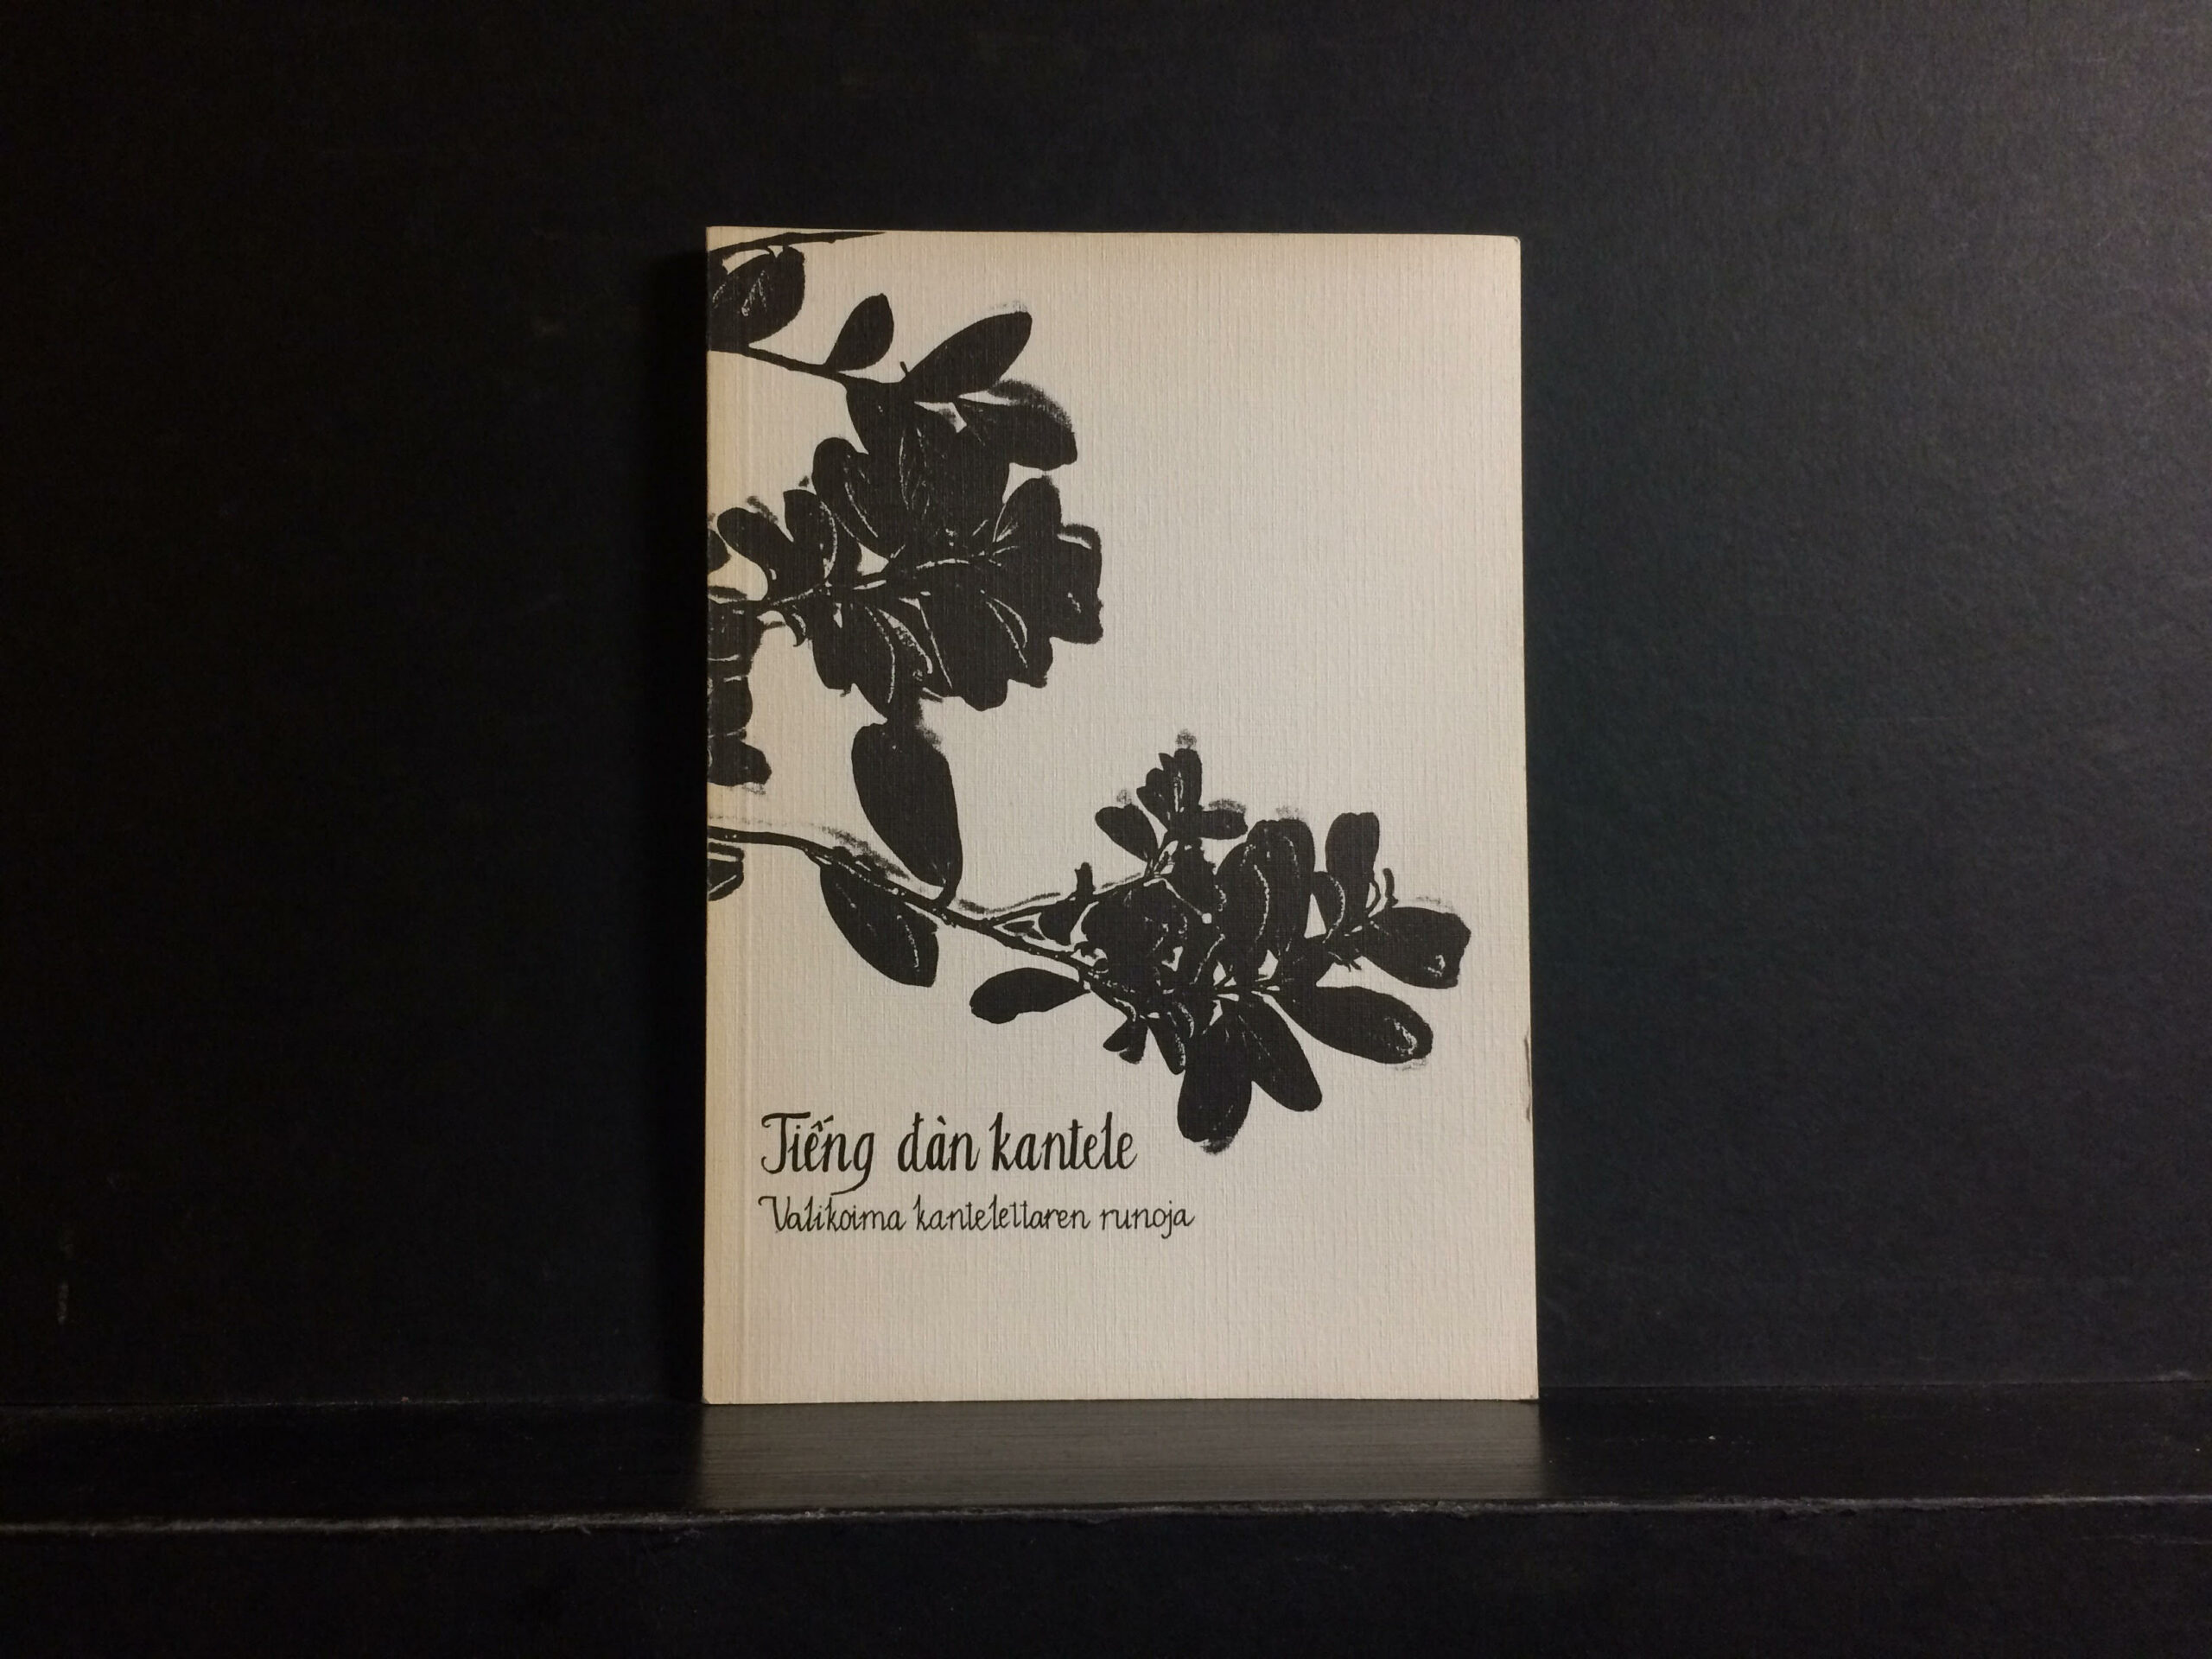 Tiếng đàn kantele
Valikoima kantelettaren runoja